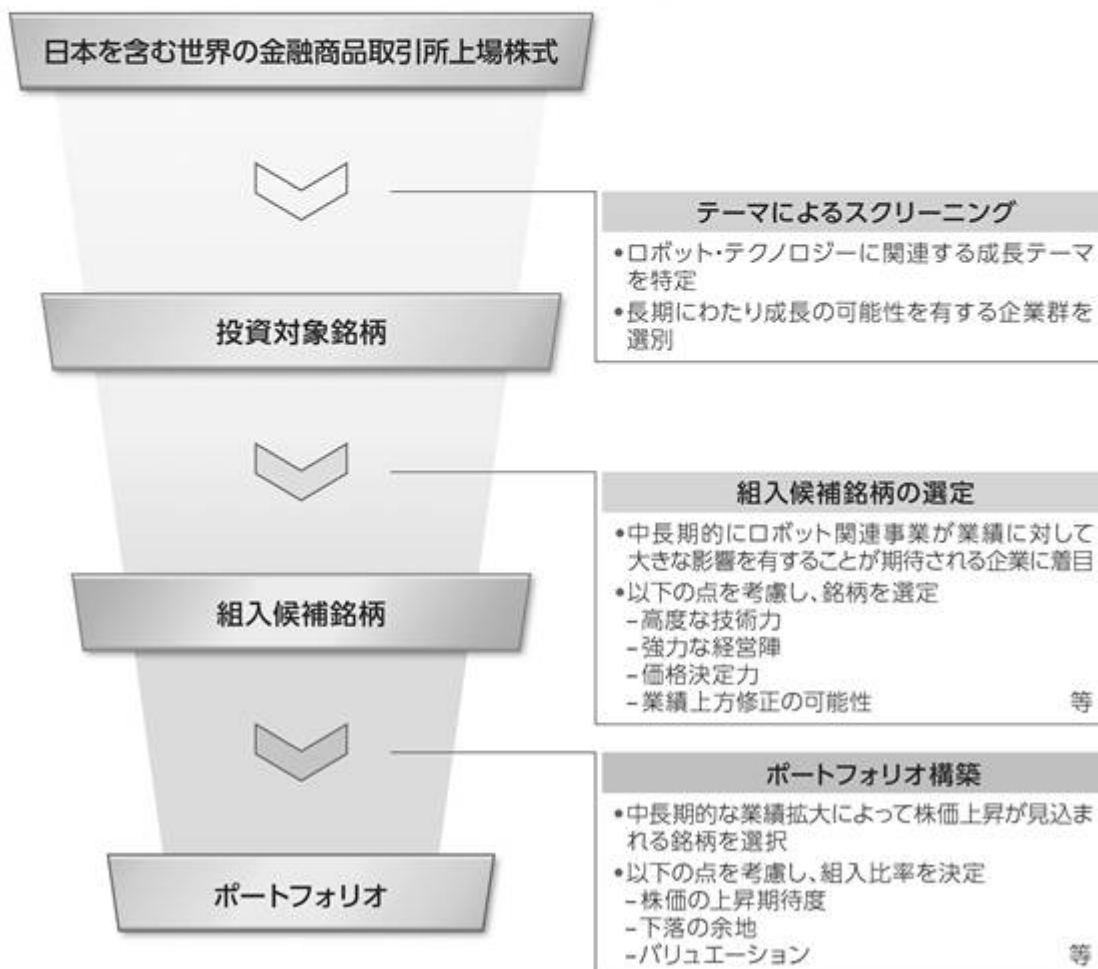 日本を含む世界の金融商品取引所上場株式
テーマによるスクリーニング
•ロボット・テクノロジーに関連する成長テーマ
を特定
•長期にわたり成長の可能性を有する企業群を
選別
投資対象銘柄
組入候補銘柄の選定
•中長期的にロボット関連事業が業績に対して
大きな影響を有することが期待される企業に着目
•以下の点を考慮し、銘柄を選定
–高度な技術力
–強力な経営陣
–価格決定力
–業績上方修正の可能性 等
組入候補銘柄
ポートフォリオ構築
•中長期的な業績拡大によって株価上昇が見込ま
れる銘柄を選択
•以下の点を考慮し、組入比率を決定
–株価の上昇期待度
–下落の余地
–バリュエーション 等
ポートフォリオ